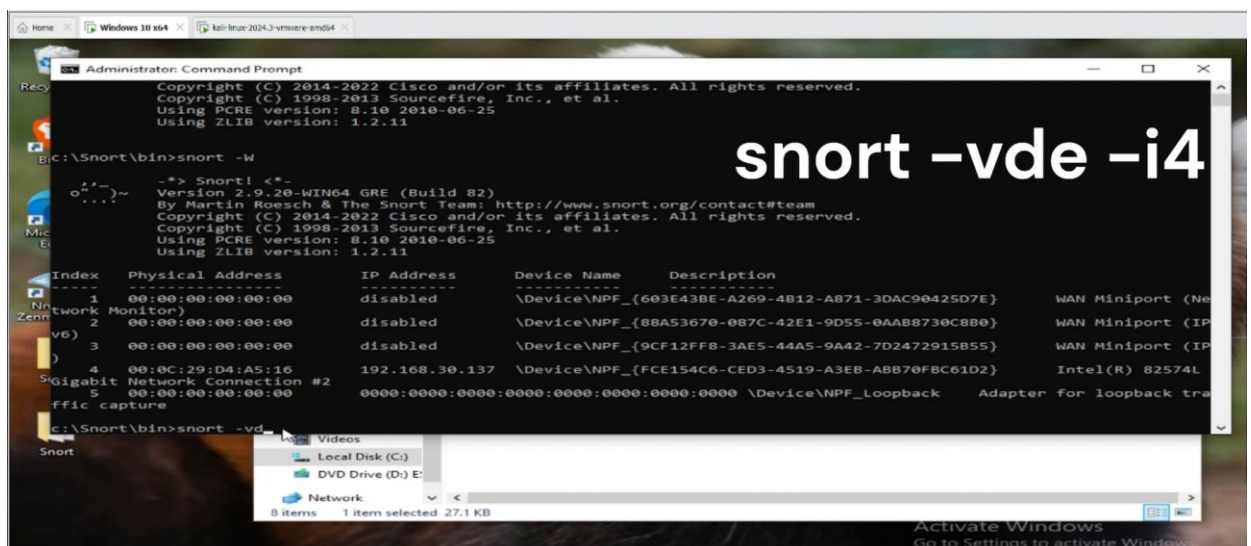 Home
Windows 10 x64
kali-linux-2024.3-vmware-amd64
Administrator: Command Prompt
Copyright (C) 2014-2022 Cisco and/or its affiliates. All rights reserved.
Copyright (C) 1998-2013 Sourcefire, Inc., et al.
Using PCRE version: 8.10 2010-06-25
Using ZLIB version: 1.2.11
snort –vde –i4
c:\Snort\bin>snort -W
,,_ -*> Snort! <*-
o" )~ Version 2.9.20-WIN64 GRE (Build 82)
'''' By Martin Roesch & The Snort Team: http://www.snort.org/contact#team
Copyright (C) 2014-2022 Cisco and/or its affiliates. All rights reserved.
Copyright (C) 1998-2013 Sourcefire, Inc., et al.
Using PCRE version: 8.10 2010-06-25
Using ZLIB version: 1.2.11
Index Physical Address IP Address Device Name Description
----- ---------------- ---------- ----------- -----------
1 00:00:00:00:00:00 disabled \Device\NPF_{603E43BE-A269-4B12-A871-3DAC90425D7E} WAN Miniport (Ne
twork Monitor)
2 00:00:00:00:00:00 disabled \Device\NPF_{88A53670-087C-42E1-9D55-0AAB8730C8B0} WAN Miniport (IP
v6)
3 00:00:00:00:00:00 disabled \Device\NPF_{9CF12FF8-3AE5-44A5-9A42-7D2472915B55} WAN Miniport (IP
)
4 00:0C:29:D4:A5:16 192.168.30.137 \Device\NPF_{FCE154C6-CED3-4519-A3EB-ABB70FBC61D2} Intel(R) 82574L
Gigabit Network Connection #2
5 00:00:00:00:00:00 0000:0000:0000:0000:0000:0000:0000:0000 \Device\NPF_Loopback Adapter for loopback tra
ffic capture
c:\Snort\bin>snort -vd_
Snort
Videos
Local Disk (C:)
DVD Drive (D:) E
Network
8 items 1 item selected 27.1 KB
Activate Windows
Go to Settings to activate Windows.